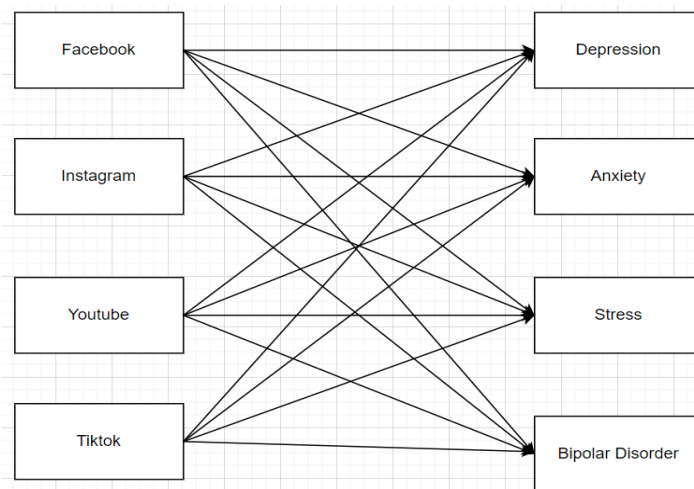 Facebook
Depression
Instagram
Anxiety
Youtube
Stress
Tiktok
Bipolar Disorder